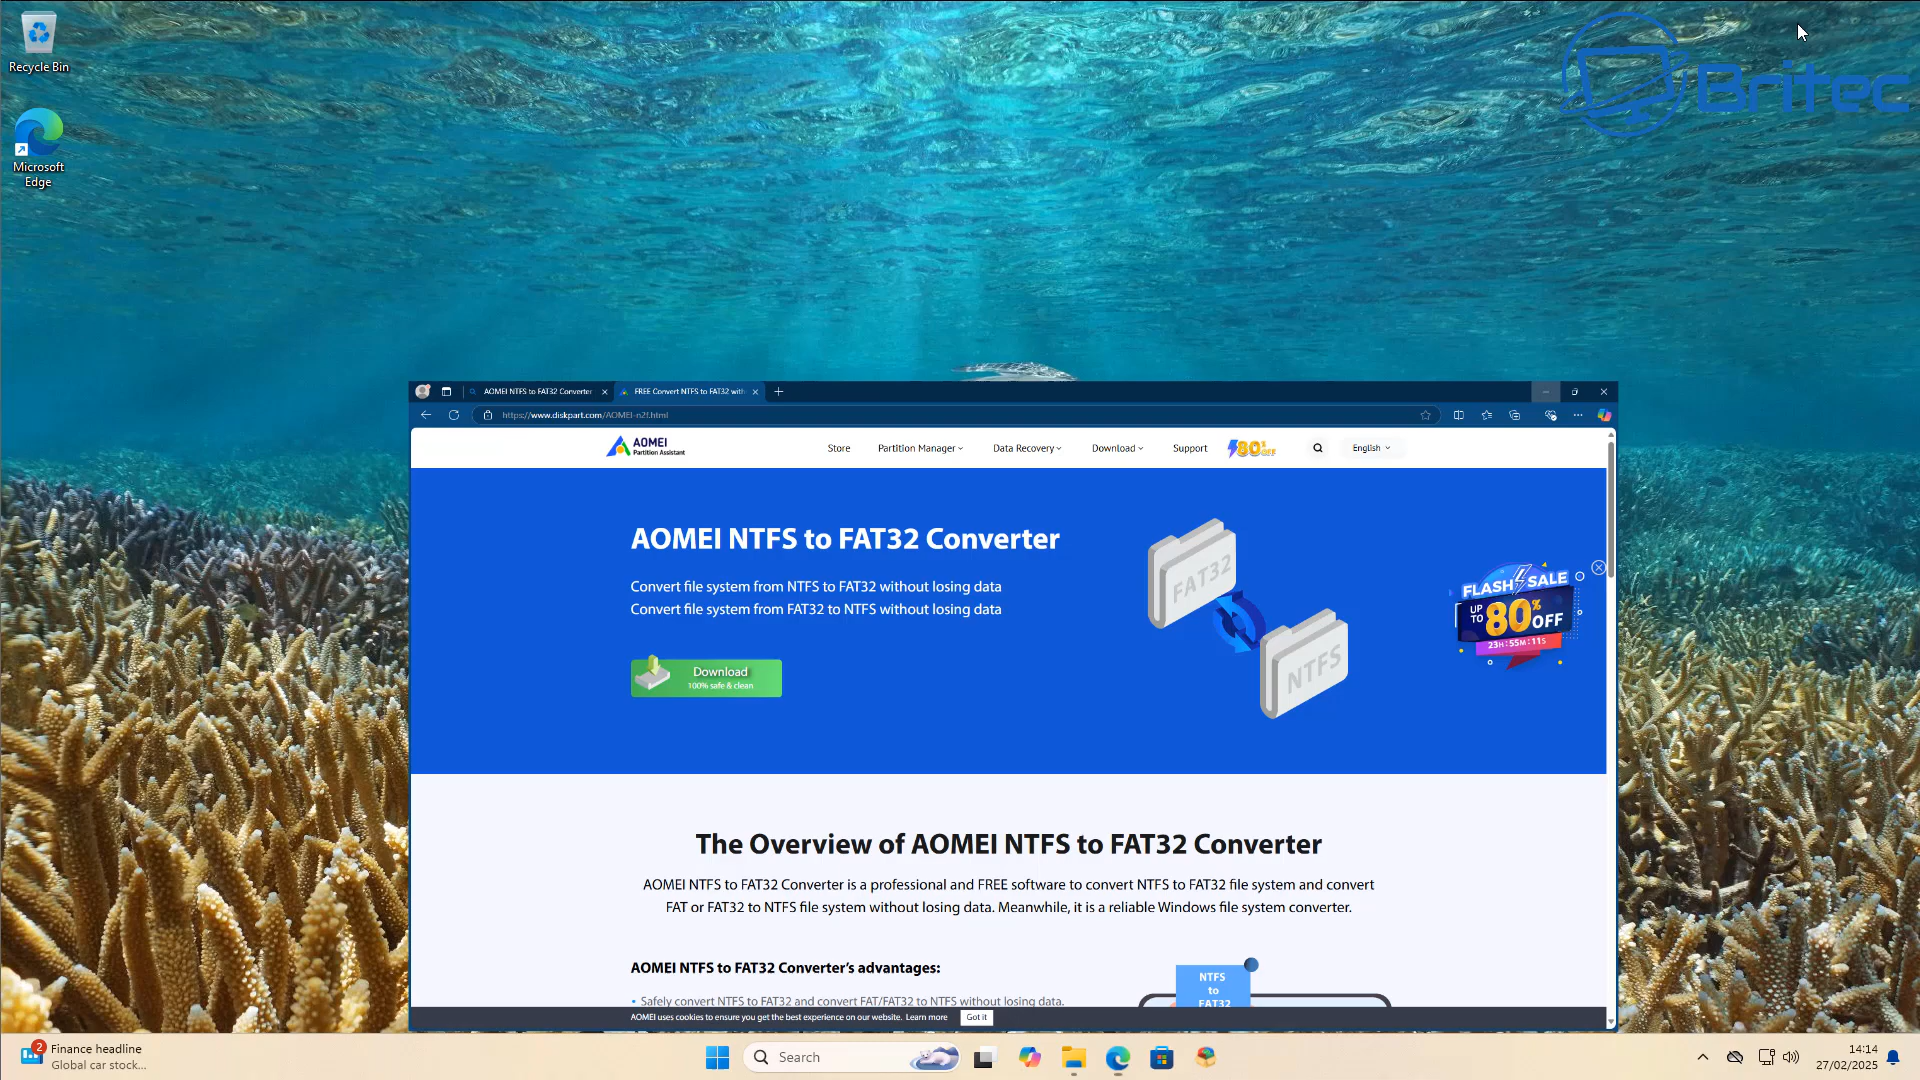 Recycle Bin
Microsoft
Edge
Britec
AOMEI NTFS to FAT32 Converter
FREE Convert NTFS to FAT32 with
https://www.diskpart.com/AOMEI-n2f.html
AOMEI
Partition Assistant
Store
Partition Manager
Data Recovery
Download
Support
80% OFF
English
AOMEI NTFS to FAT32 Converter
Convert file system from NTFS to FAT32 without losing data
Convert file system from FAT32 to NTFS without losing data
Download
100% safe & clean
FAT32
NTFS
FLASH SALE
UP TO 80% OFF
23H:55M:11S
The Overview of AOMEI NTFS to FAT32 Converter
AOMEI NTFS to FAT32 Converter is a professional and FREE software to convert NTFS to FAT32 file system and convert
FAT or FAT32 to NTFS file system without losing data. Meanwhile, it is a reliable Windows file system converter.
AOMEI NTFS to FAT32 Converter's advantages:
• Safely convert NTFS to FAT32 and convert FAT/FAT32 to NTFS without losing data.
NTFS
to
FAT32
AOMEI uses cookies to ensure you get the best experience on our website. Learn more
Got it
2
Finance headline
Global car stock...
Search
14:14
27/02/2025